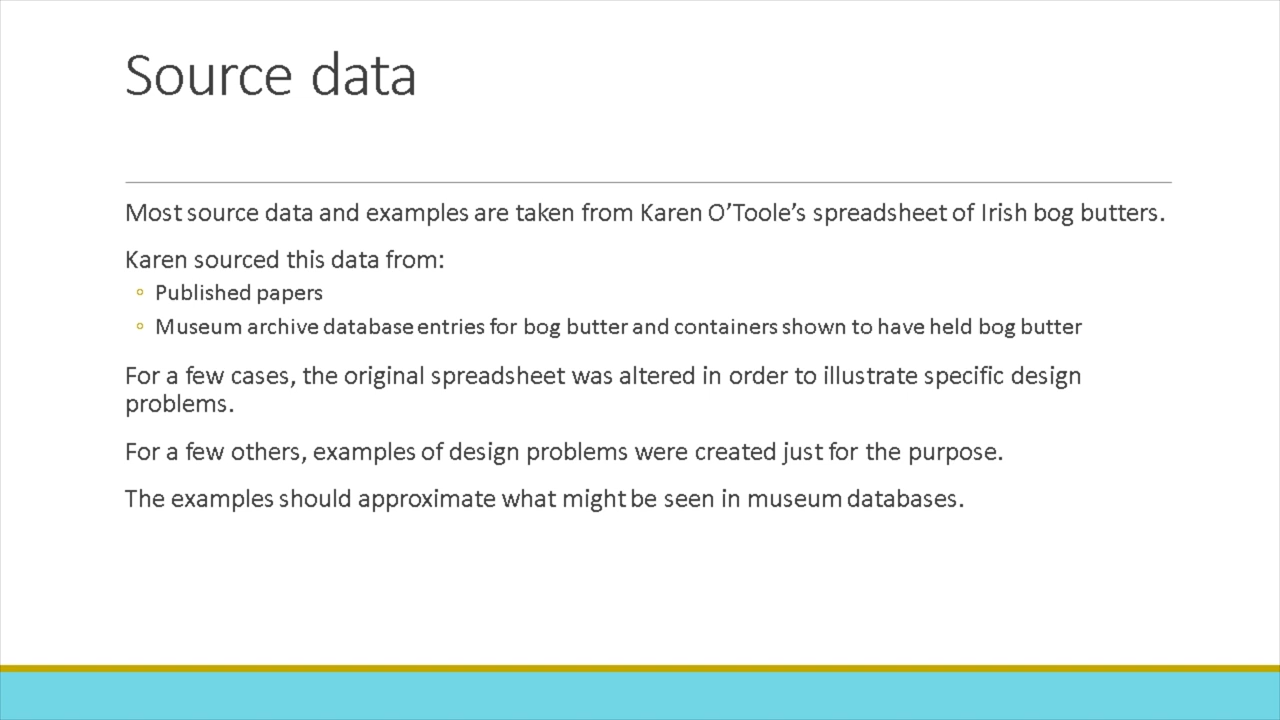 Source data
Most source data and examples are taken from Karen O’Toole’s spreadsheet of Irish bog butters.
Karen sourced this data from:
◦ Published papers
◦ Museum archive database entries for bog butter and containers shown to have held bog butter
For a few cases, the original spreadsheet was altered in order to illustrate specific design
problems.
For a few others, examples of design problems were created just for the purpose.
The examples should approximate what might be seen in museum databases.